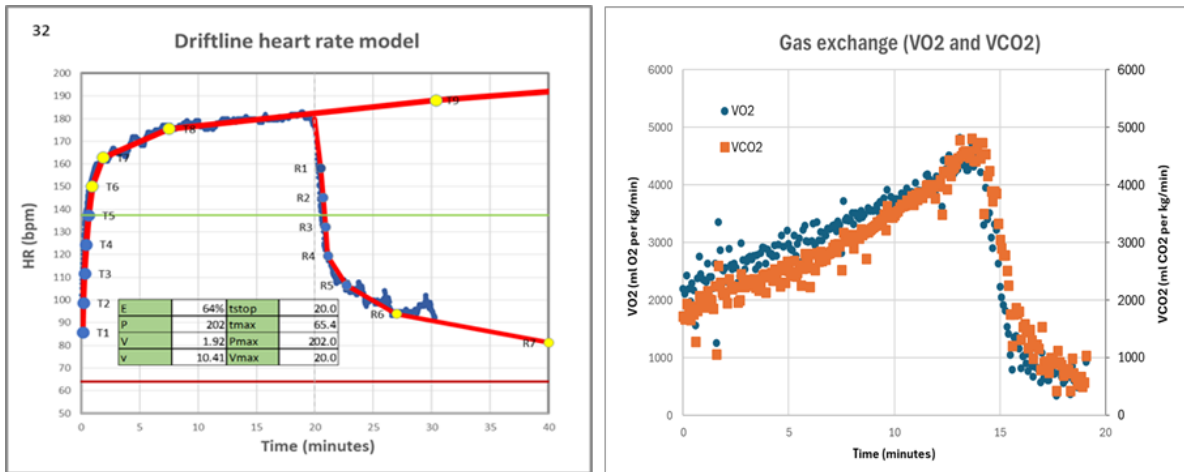 32
Driftline heart rate model
200
190
180
170
160
150
140
130
120
110
100
90
80
70
60
50
HR (bpm)
T9
T8
T6
T5
T4
T3
T2
T1
R1
R2
R3
R4
R5
R6
R7
E 64% tstop 20.0
P 202 tmax 65.4
V 1.92 Pmax 202.0
v 10.41 Vmax 20.0
0 5 10 15 20 25 30 35 40
Time (minutes)
Gas exchange (VO2 and VCO2)
6000
5000
4000
3000
2000
1000
0
VO2 (ml O2 per kg/min)
VO2
VCO2
6000
5000
4000
3000
2000
1000
0
VCO2 (ml CO2 per kg/min)
0 5 10 15 20
Time (minutes)